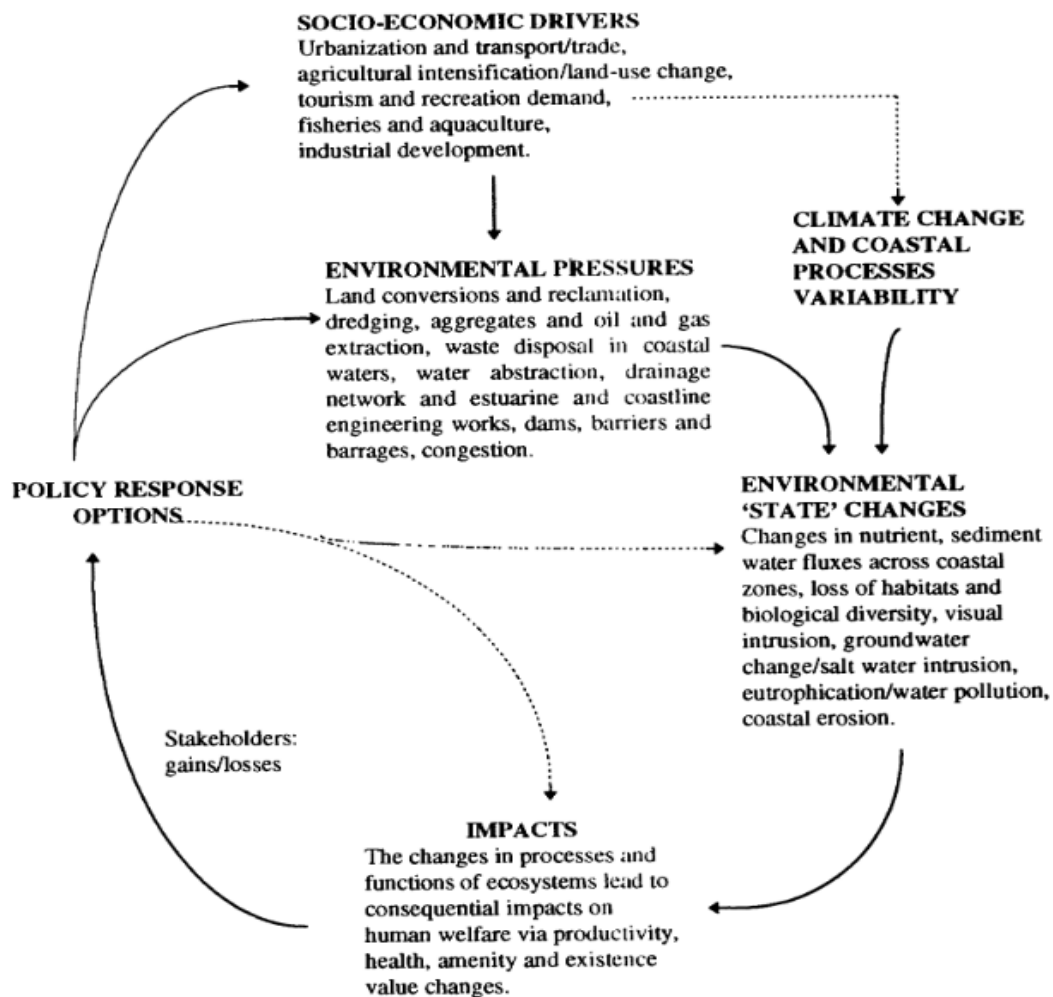 SOCIO-ECONOMIC DRIVERS
Urbanization and transport/trade,
agricultural intensification/land-use change,
tourism and recreation demand,
fisheries and aquaculture,
industrial development.
CLIMATE CHANGE
AND COASTAL
PROCESSES
VARIABILITY
ENVIRONMENTAL PRESSURES
Land conversions and reclamation,
dredging, aggregates and oil and gas
extraction, waste disposal in coastal
waters, water abstraction, drainage
network and estuarine and coastline
engineering works, dams, barriers and
barrages, congestion.
POLICY RESPONSE
OPTIONS
ENVIRONMENTAL
‘STATE’ CHANGES
Changes in nutrient, sediment
water fluxes across coastal
zones, loss of habitats and
biological diversity, visual
intrusion, groundwater
change/salt water intrusion,
eutrophication/water pollution,
coastal erosion.
Stakeholders:
gains/losses
IMPACTS
The changes in processes and
functions of ecosystems lead to
consequential impacts on
human welfare via productivity,
health, amenity and existence
value changes.